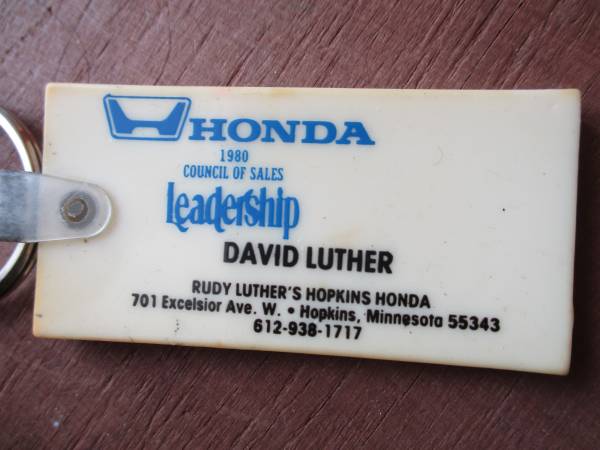 HONDA
1980
COUNCIL OF SALES
Leadership
DAVID LUTHER
RUDY LUTHER'S HOPKINS HONDA
701 Excelsior Ave. W. • Hopkins, Minnesota 55343
612-938-1717